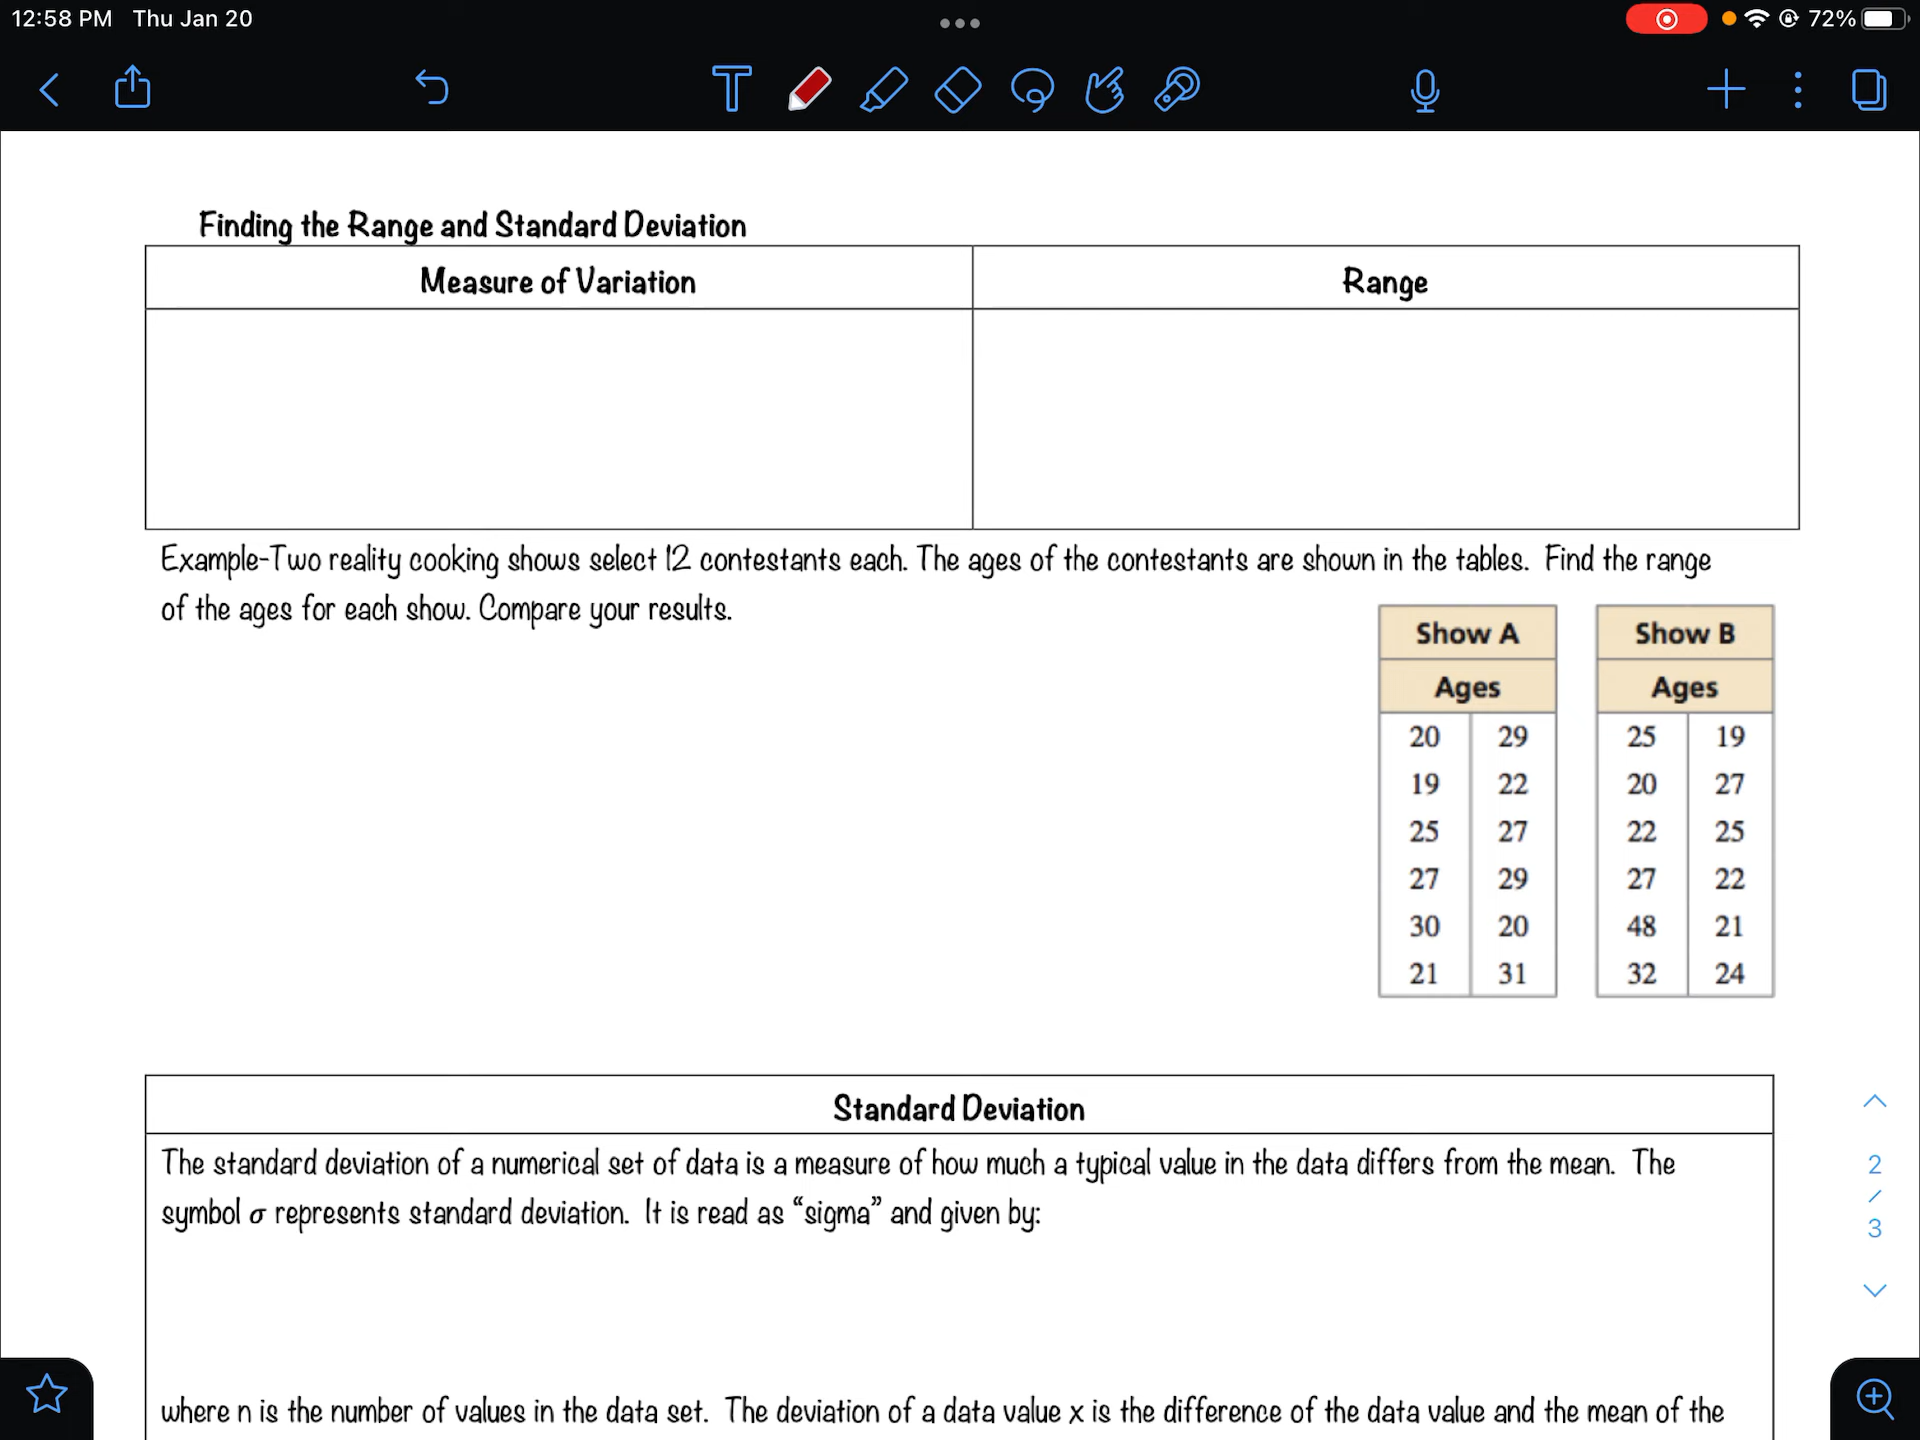 12:58 PM Thu Jan 20
72%
Finding the Range and Standard Deviation
Measure of Variation
Range
Example-Two reality cooking shows select 12 contestants each. The ages of the contestants are shown in the tables. Find the range
of the ages for each show. Compare your results.
Show A
Ages
20 29
19 22
25 27
27 29
30 20
21 31
Show B
Ages
25 19
20 27
22 25
27 22
48 21
32 24
Standard Deviation
The standard deviation of a numerical set of data is a measure of how much a typical value in the data differs from the mean. The
symbol σ represents standard deviation. It is read as “sigma” and given by:
where n is the number of values in the data set. The deviation of a data value x is the difference of the data value and the mean of the
2
/
3